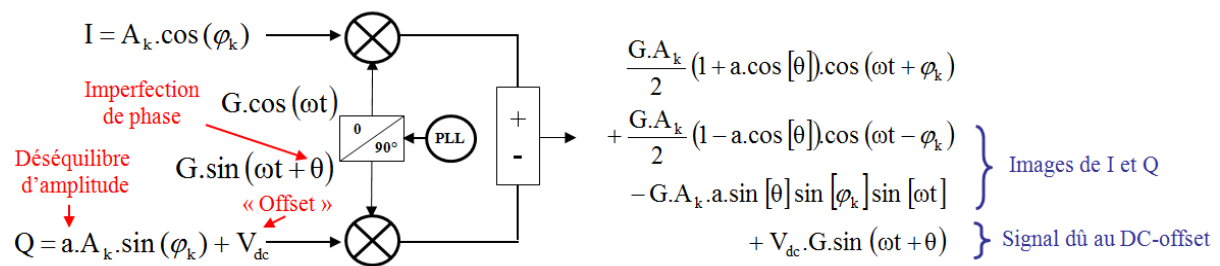 I = A_k.cos(φ_k)
Imperfection
de phase
G.cos(ωt)
0
90°
PLL
+
-
G.sin(ωt + θ)
Déséquilibre
d'amplitude
« Offset »
Q = a.A_k.sin(φ_k) + V_dc
G.A_k/2 (1 + a.cos[θ]).cos(ωt + φ_k)
+ G.A_k/2 (1 - a.cos[θ]).cos(ωt - φ_k)
- G.A_k.a.sin[θ]sin[φ_k]sin[ωt]
Images de I et Q
+ V_dc.G.sin(ωt + θ)
Signal dû au DC-offset